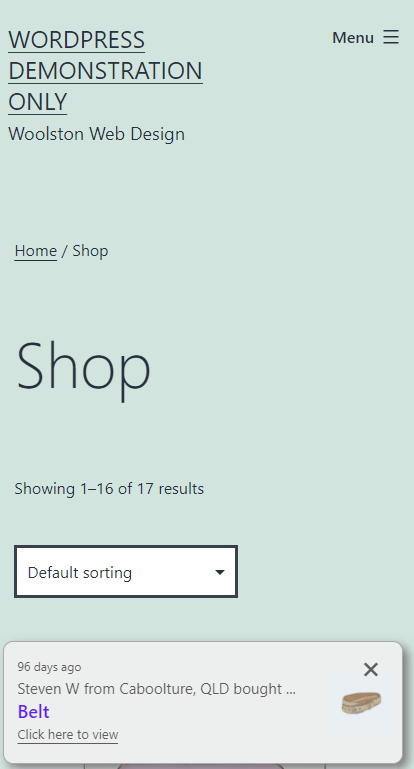 WORDPRESS
DEMONSTRATION
ONLY
Menu
Woolston Web Design
Home / Shop
Shop
Showing 1–16 of 17 results
Default sorting
96 days ago
Steven W from Caboolture, QLD bought ...
Belt
Click here to view